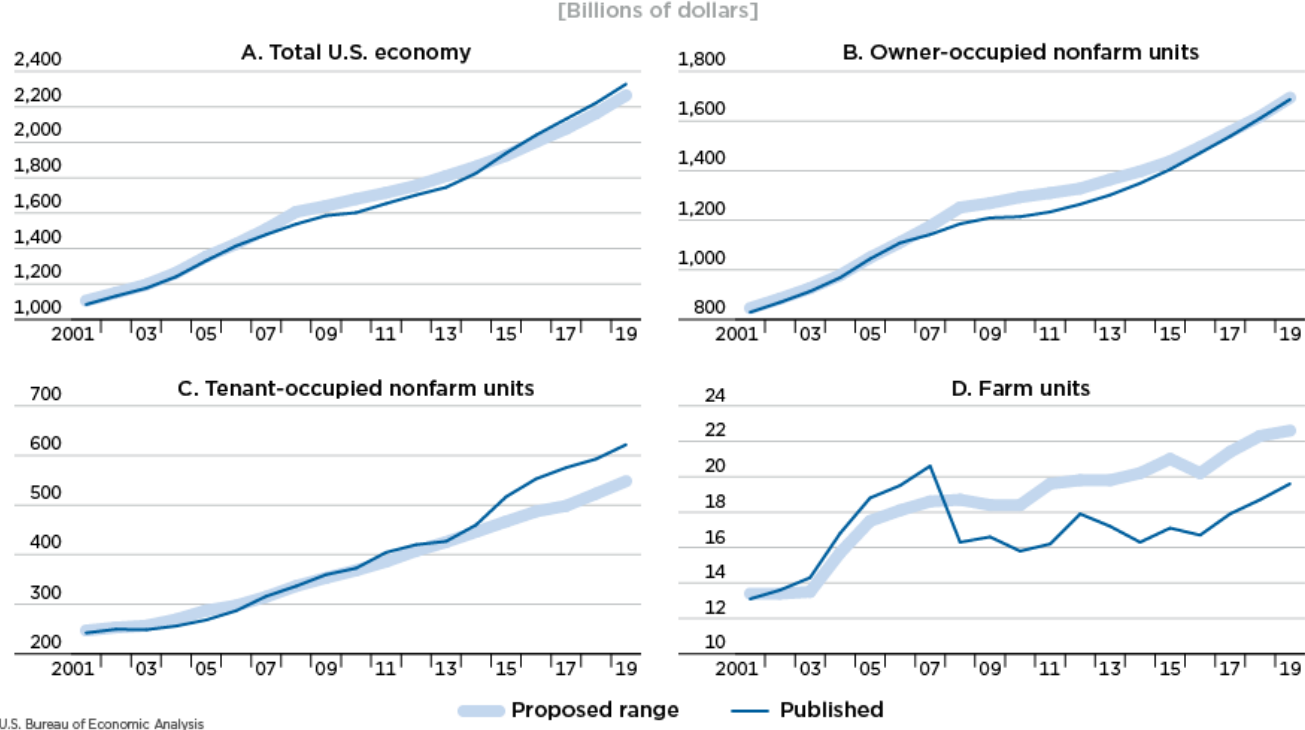 [Billions of dollars]
A. Total U.S. economy
2,400
2,200
2,000
1,800
1,600
1,400
1,200
1,000
2001 03 05 07 09 11 13 15 17 19
B. Owner-occupied nonfarm units
1,800
1,600
1,400
1,200
1,000
800
2001 03 05 07 09 11 13 15 17 19
C. Tenant-occupied nonfarm units
700
600
500
400
300
200
2001 03 05 07 09 11 13 15 17 19
D. Farm units
24
22
20
18
16
14
12
10
2001 03 05 07 09 11 13 15 17 19
Proposed range Published
U.S. Bureau of Economic Analysis